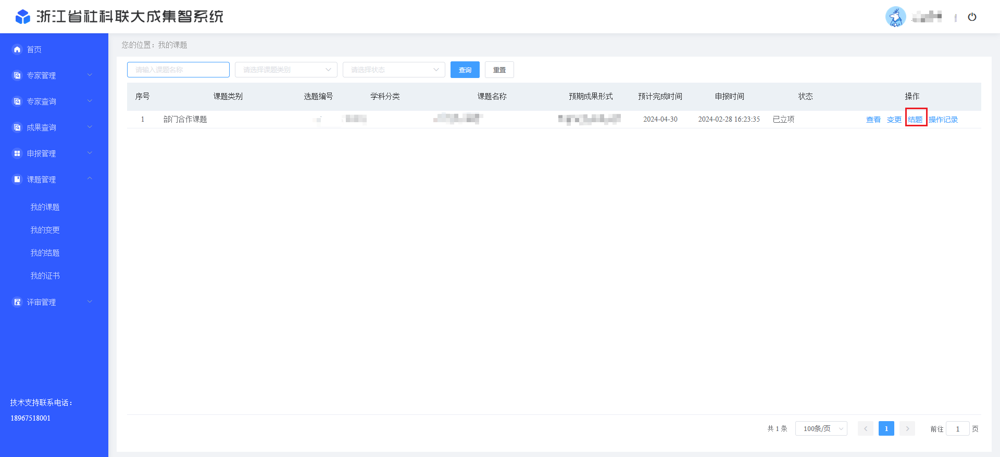 浙江省社科联大成集智系统
首页
专家管理
专家查询
成果查询
申报管理
课题管理
我的课题
我的变更
我的结题
我的证书
评审管理
技术支持联系电话：
18967518001
您的位置：我的课题
请输入课题名称 请选择课题类别 请选择状态 查询 重置
序号 课题类别 选题编号 学科分类 课题名称 预期成果形式 预计完成时间 申报时间 状态 操作
1 部门合作课题 2024-04-30 2024-02-28 16:23:35 已立项 查看 变更 结题 操作记录
共 1 条 100条/页 1 前往 1 页